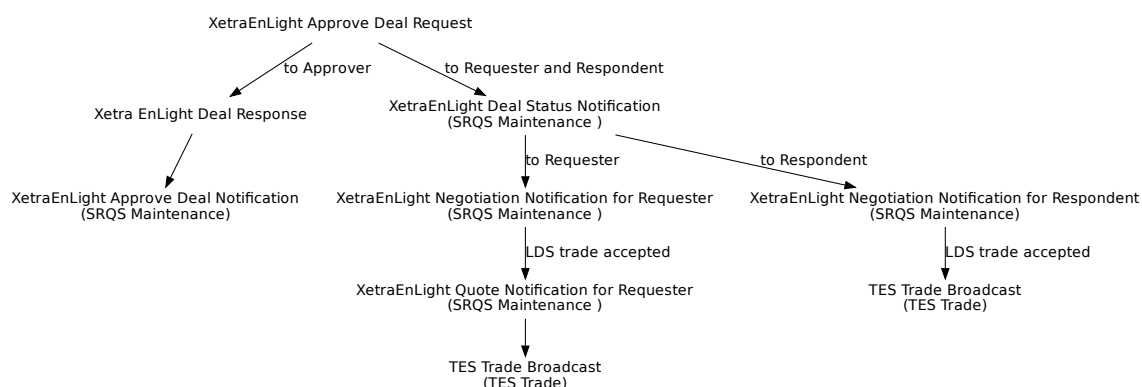 XetraEnLight Approve Deal Request
to Approver
to Requester and Respondent
Xetra EnLight Deal Response
XetraEnLight Deal Status Notification
(SRQS Maintenance )
to Requester
to Respondent
XetraEnLight Approve Deal Notification
(SRQS Maintenance)
XetraEnLight Negotiation Notification for Requester
(SRQS Maintenance )
XetraEnLight Negotiation Notification for Respondent
(SRQS Maintenance)
LDS trade accepted
LDS trade accepted
XetraEnLight Quote Notification for Requester
(SRQS Maintenance )
TES Trade Broadcast
(TES Trade)
TES Trade Broadcast
(TES Trade)